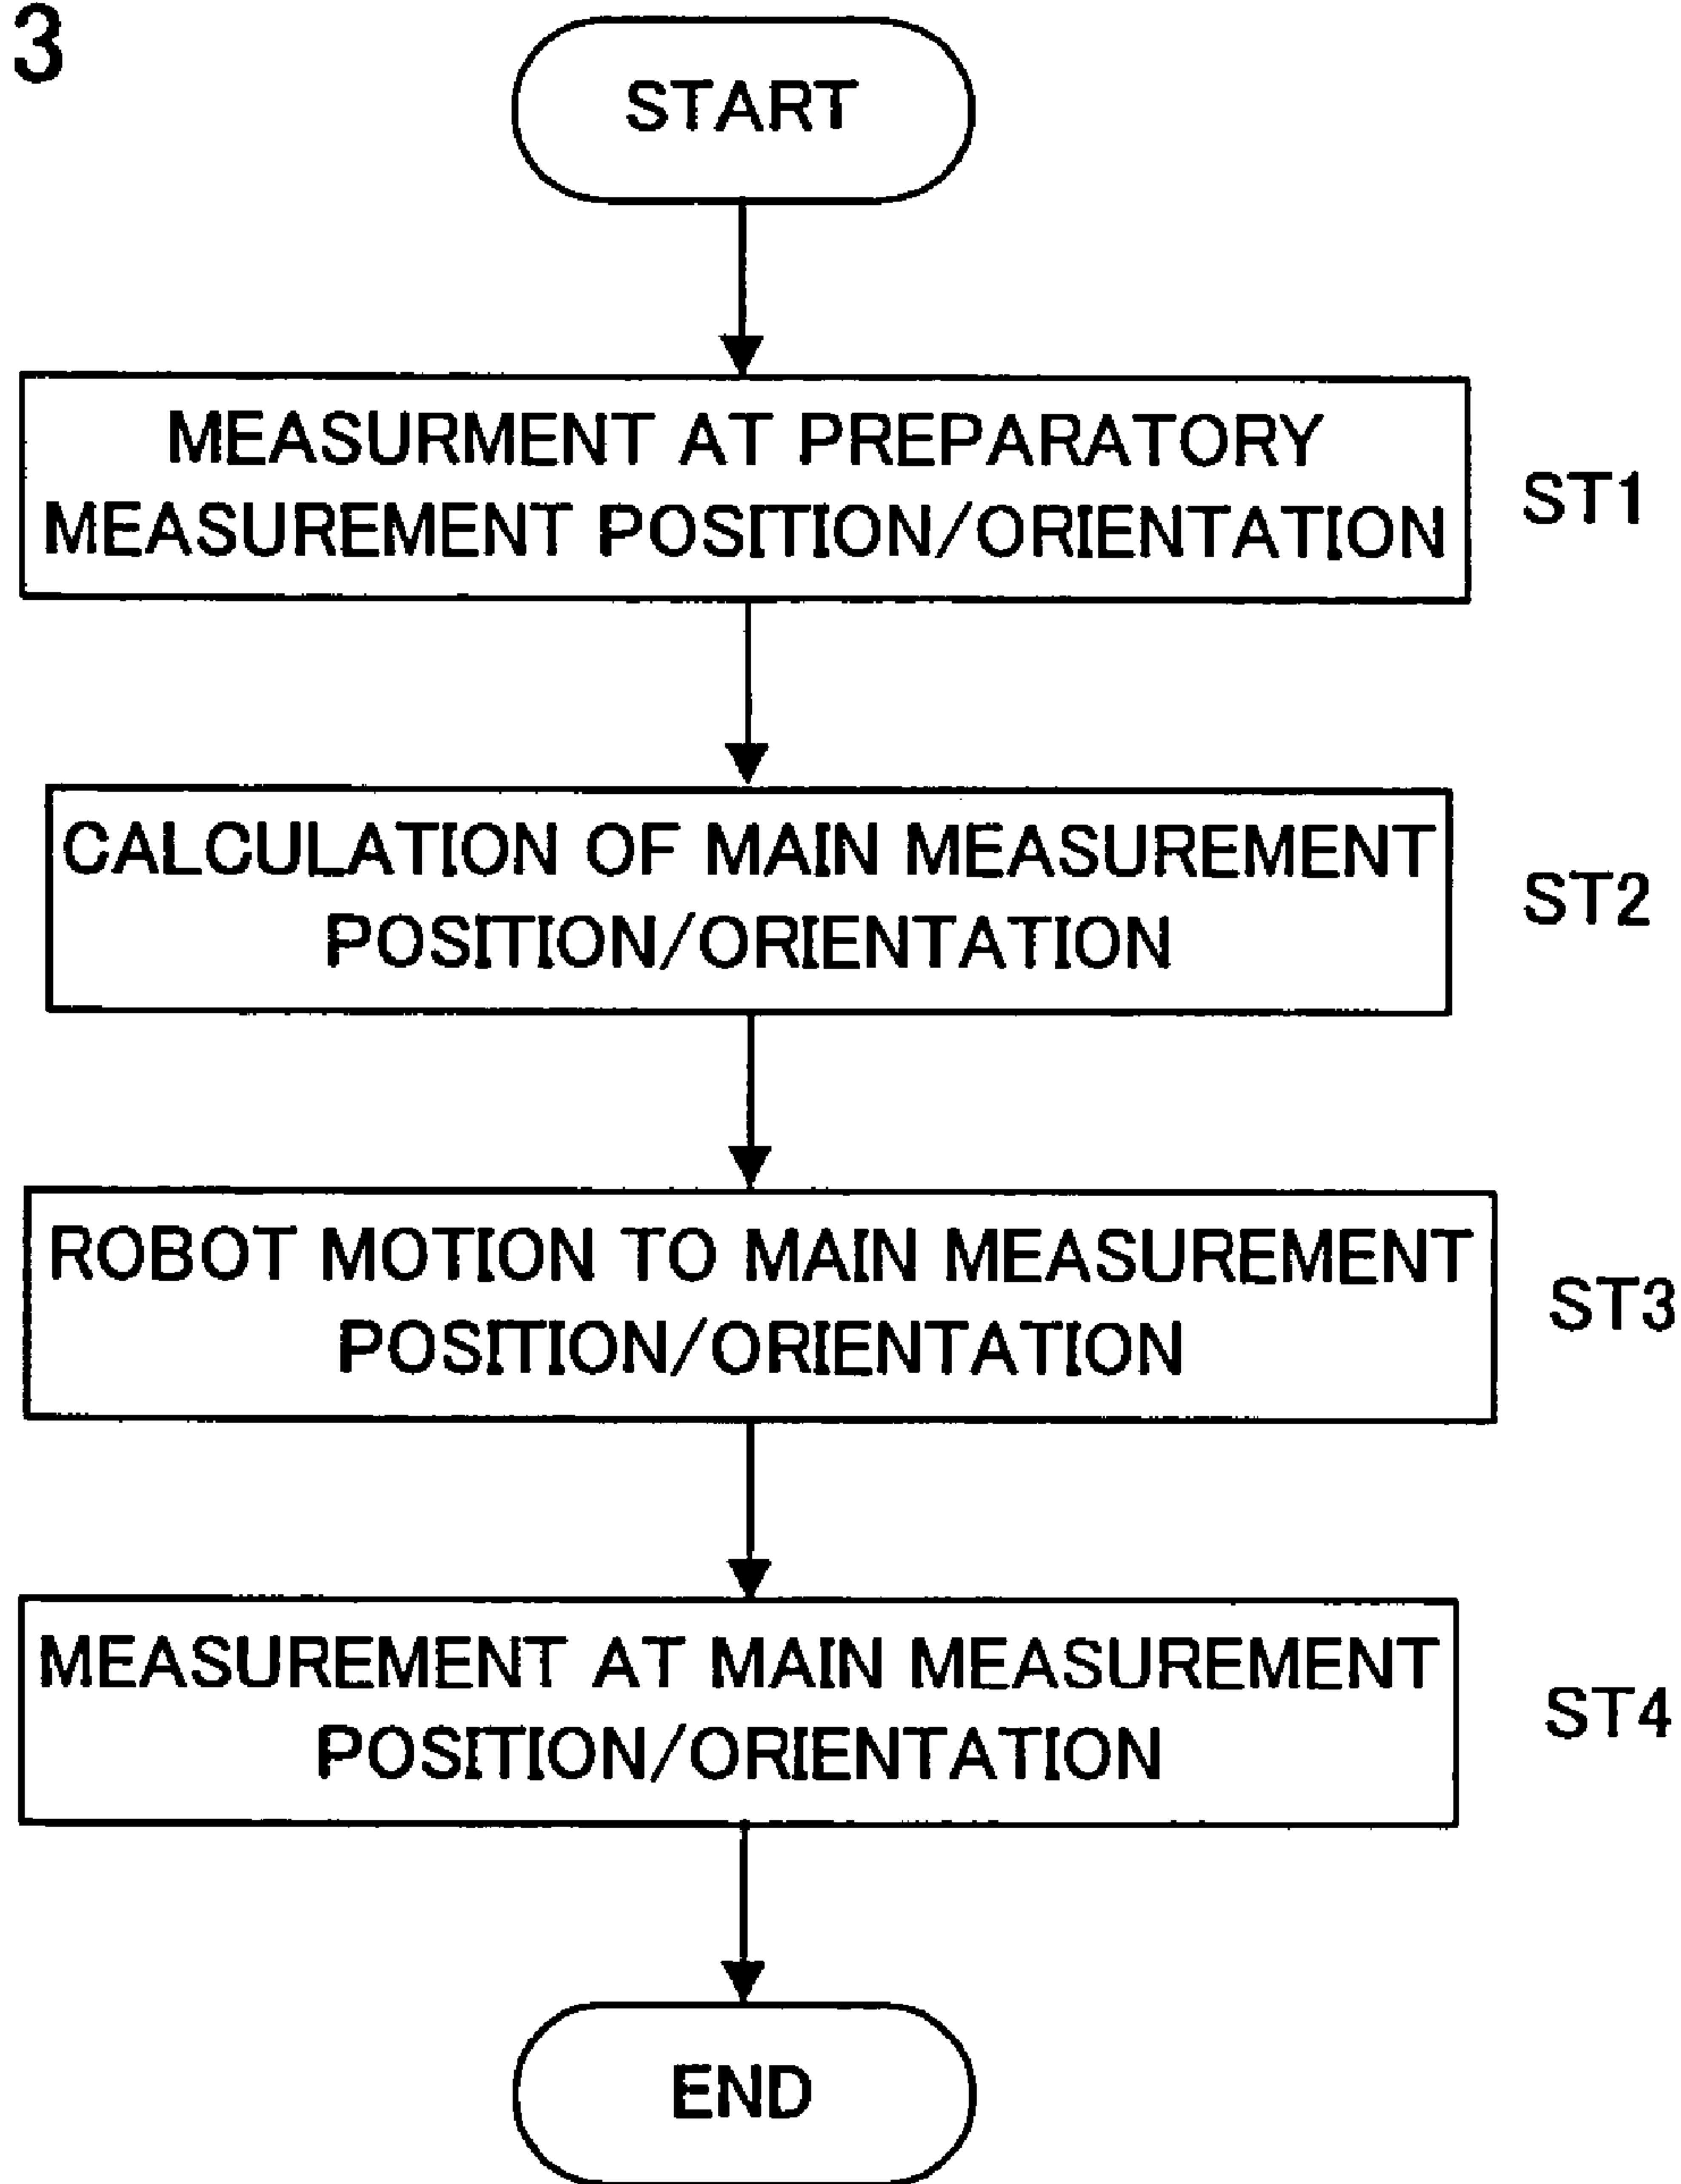 3
START
MEASURMENT AT PREPARATORY
MEASUREMENT POSITION/ORIENTATION
ST1
CALCULATION OF MAIN MEASUREMENT
POSITION/ORIENTATION
ST2
ROBOT MOTION TO MAIN MEASUREMENT
POSITION/ORIENTATION
ST3
MEASUREMENT AT MAIN MEASUREMENT
POSITION/ORIENTATION
ST4
END